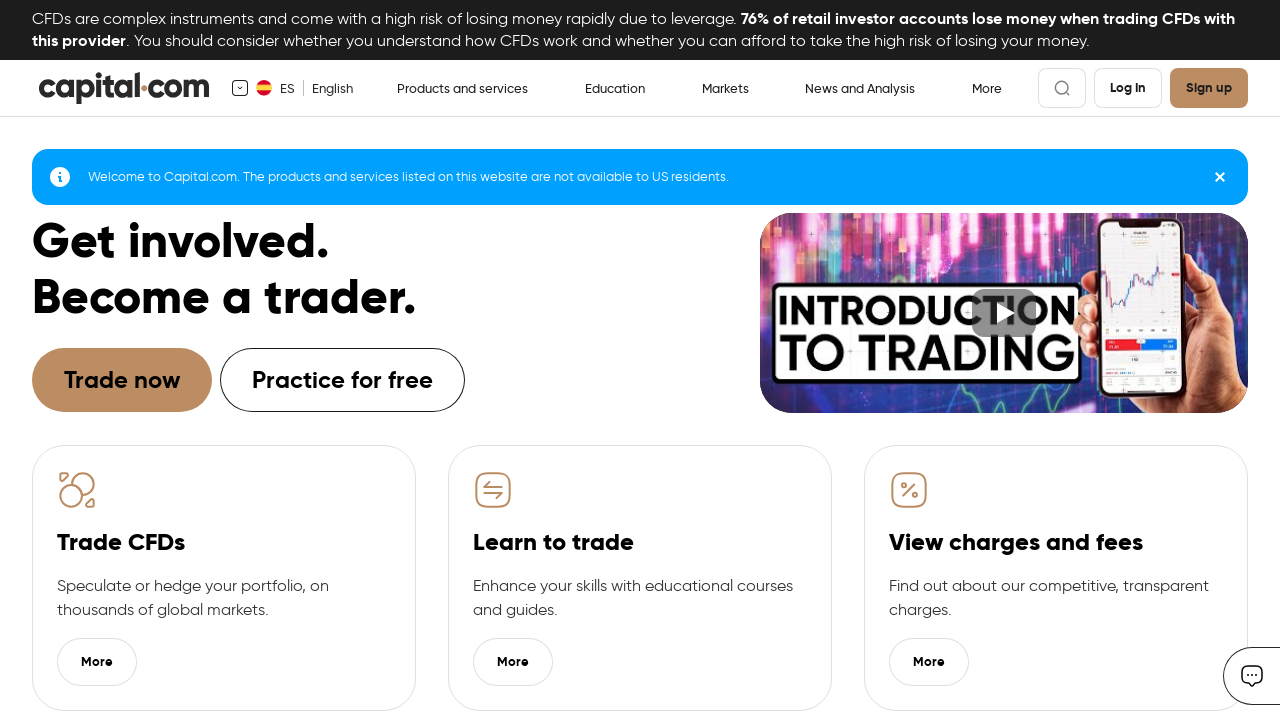 CFDs are complex instruments and come with a high risk of losing money rapidly due to leverage. 76% of retail investor accounts lose money when trading CFDs with
this provider. You should consider whether you understand how CFDs work and whether you can afford to take the high risk of losing your money.
capital.com
ES
English
Products and services
Education
Markets
News and Analysis
More
Log In
Sign up
Welcome to Capital.com. The products and services listed on this website are not available to US residents.
Get involved.
Become a trader.
Trade now
Practice for free
INTRODUCTION
TO TRADING
Trade CFDs
Speculate or hedge your portfolio, on
thousands of global markets.
More
Learn to trade
Enhance your skills with educational courses
and guides.
More
View charges and fees
Find out about our competitive, transparent
charges.
More